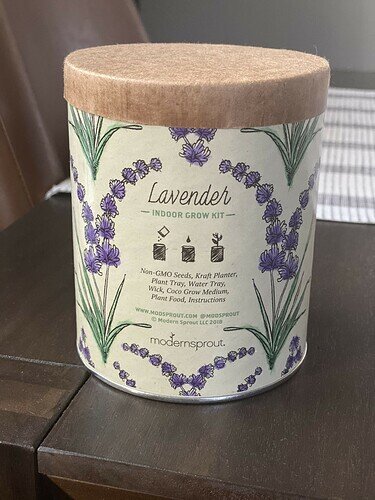 Lavender
INDOOR GROW KIT
Non-GMO Seeds, Kraft Planter,
Plant Tray, Water Tray,
Wick, Coco Grow Medium,
Plant Food, Instructions
WWW.MODSPROUT.COM @MODSPROUT
© Modern Sprout LLC 2018
modernsprout.